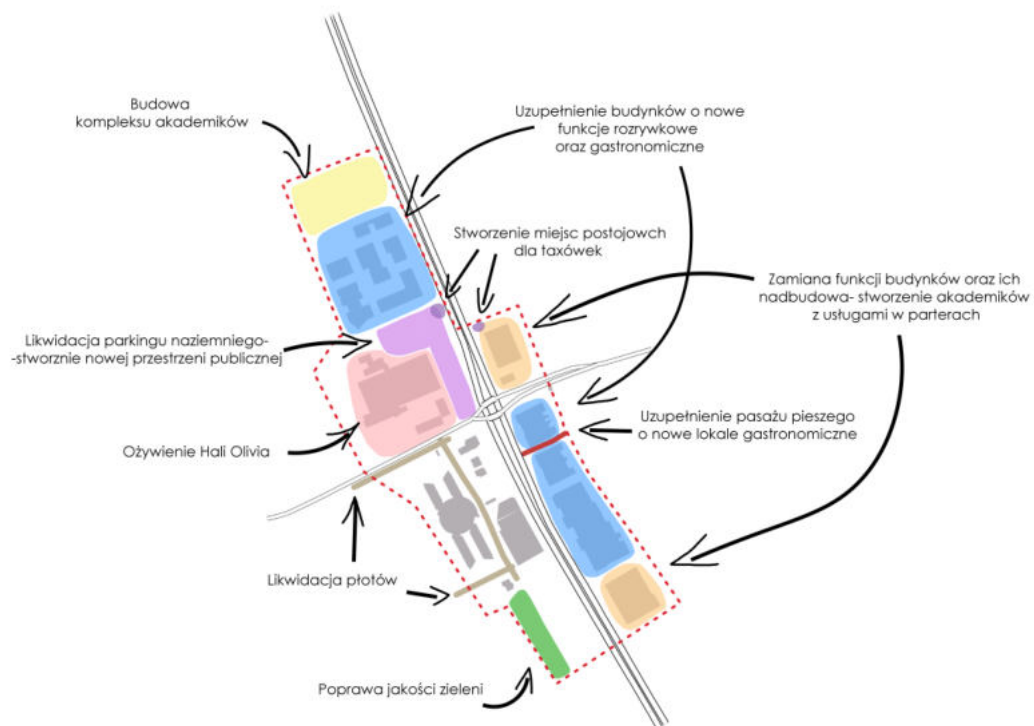 Budowa
kompleksu akademików
Uzupełnienie budynków o nowe
funkcje rozrywkowe
oraz gastronomiczne
Stworzenie miejsc postojowch
dla taxówek
Zamiana funkcji budynków oraz ich
nadbudowa- stworzenie akademików
z usługami w parterach
Likwidacja parkingu naziemniego-
-stworznie nowej przestrzeni publicznej
Uzupełnienie pasażu pieszego
o nowe lokale gastronomiczne
Ożywienie Hali Olivia
Likwidacja płotów
Poprawa jakości zieleni